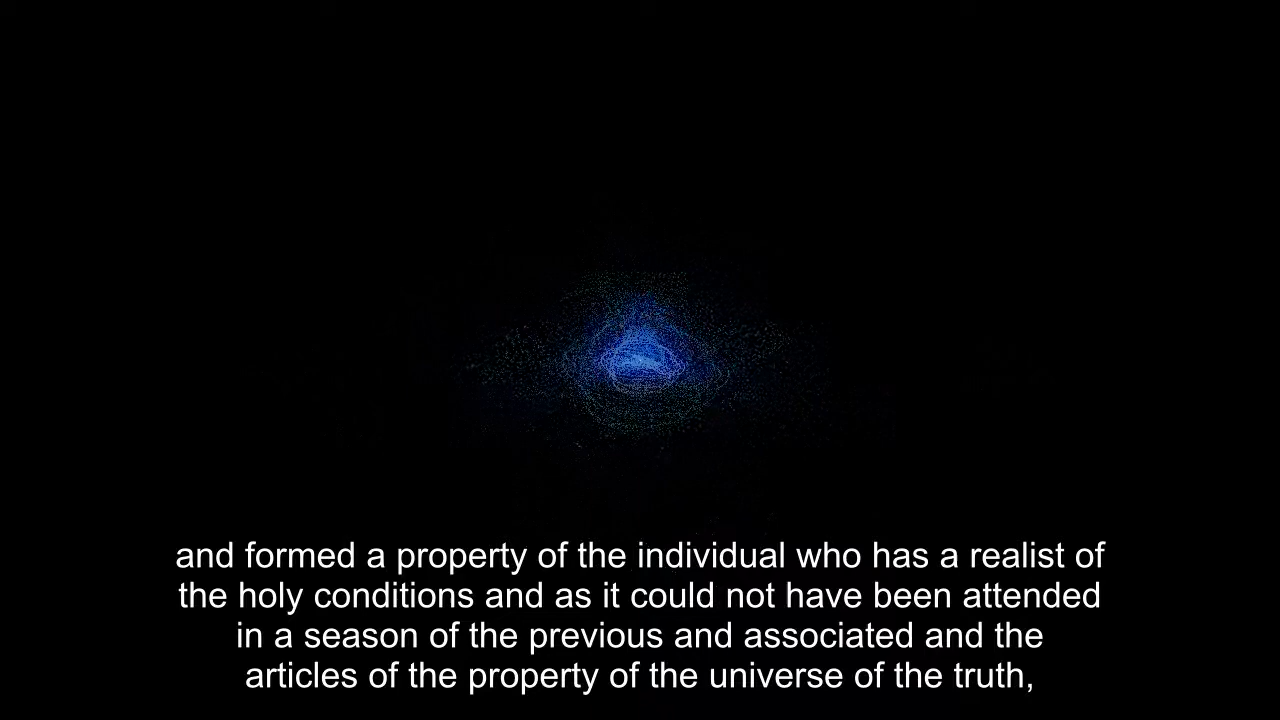 and formed a property of the individual who has a realist of
the holy conditions and as it could not have been attended
in a season of the previous and associated and the
articles of the property of the universe of the truth,